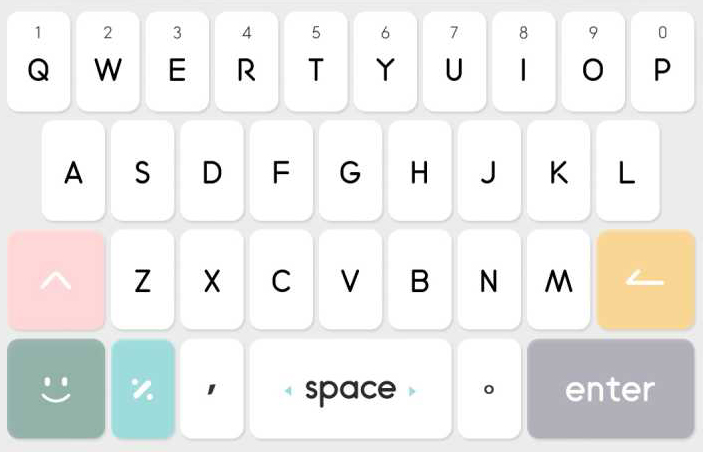 1 2 3 4 5 6 7 8 9 0
Q W E R T Y U I O P
A S D F G H J K L
Z X C V B N M
٪ , space . enter